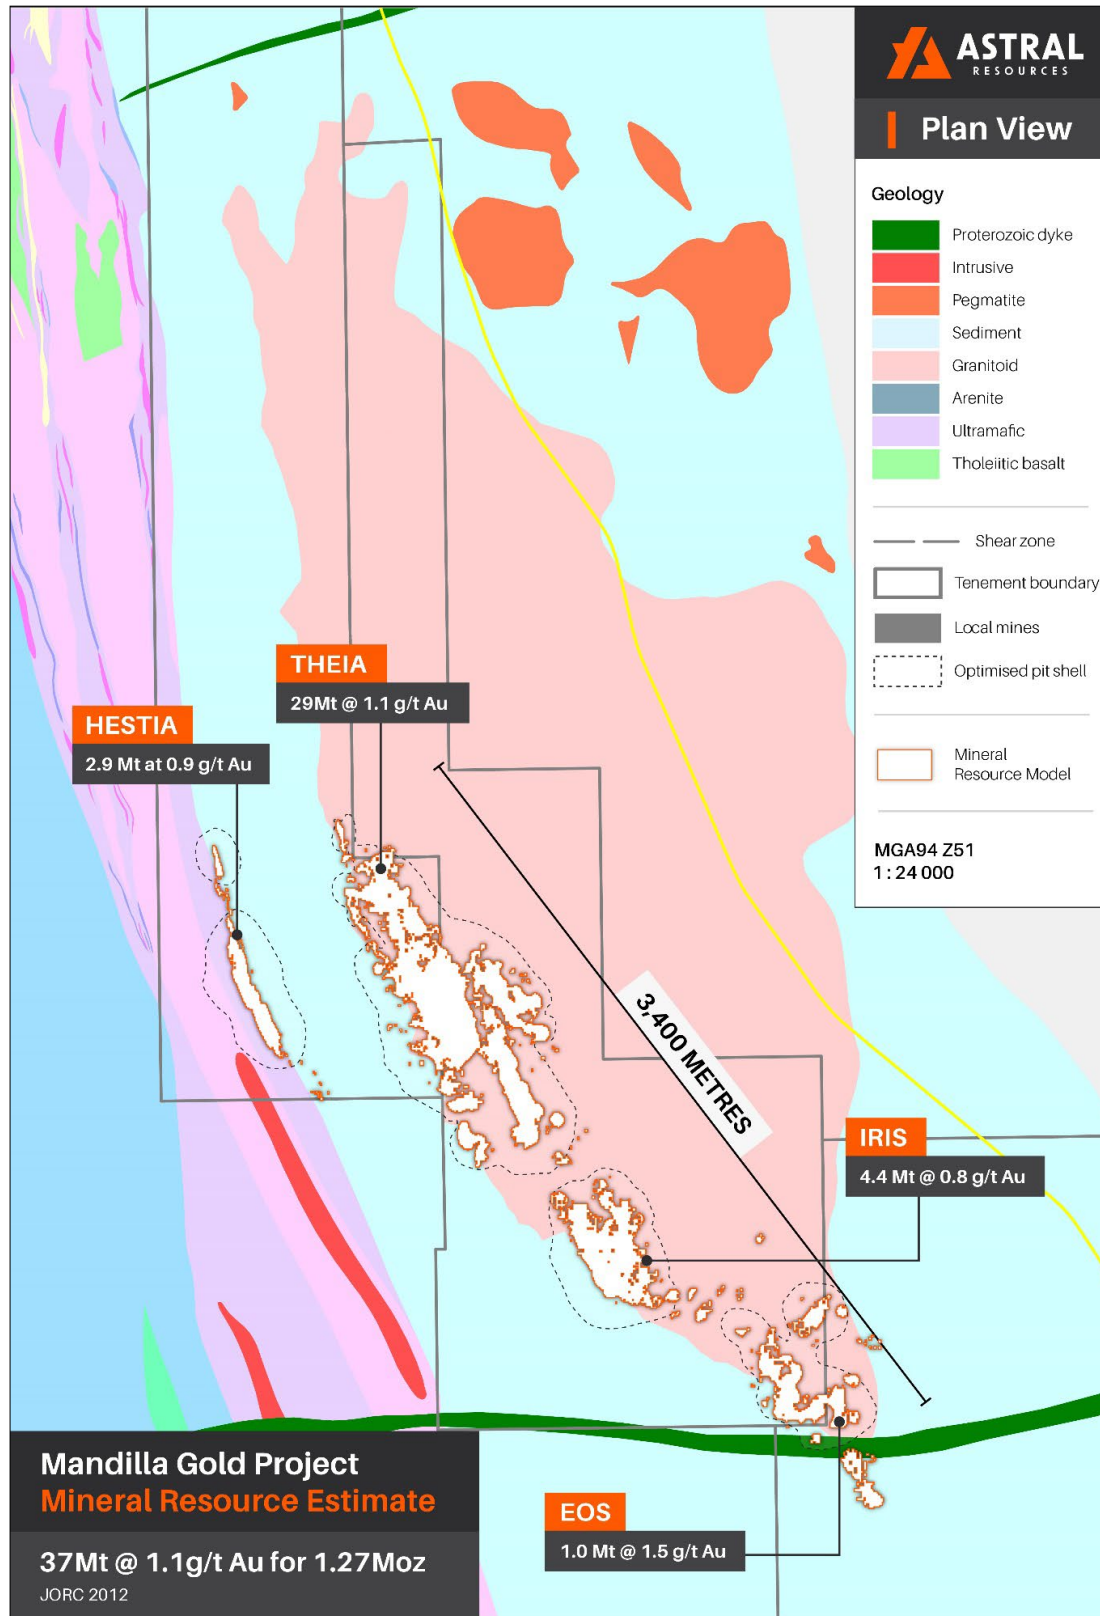 ASTRAL
RESOURCES
Plan View
Geology
Proterozoic dyke
Intrusive
Pegmatite
Sediment
Granitoid
Arenite
Ultramafic
Tholeiitic basalt
Shear zone
Tenement boundary
Local mines
Optimised pit shell
Mineral
Resource Model
MGA94 Z51
1 : 24 000
THEIA
29Mt @ 1.1 g/t Au
HESTIA
2.9 Mt at 0.9 g/t Au
3,400 METRES
IRIS
4.4 Mt @ 0.8 g/t Au
EOS
1.0 Mt @ 1.5 g/t Au
Mandilla Gold Project
Mineral Resource Estimate
37Mt @ 1.1g/t Au for 1.27Moz
JORC 2012